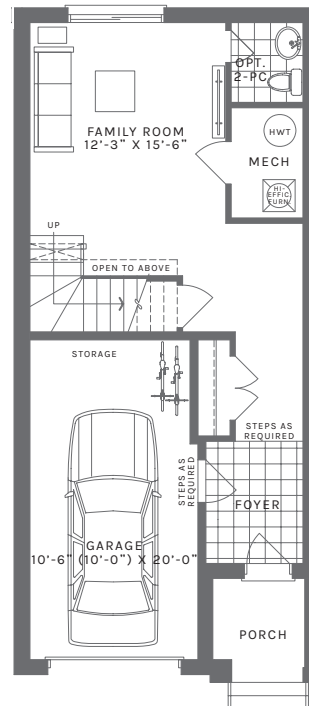 OPT.
2-PC
FAMILY ROOM
12'-3" X 15'-6"
HWT
MECH
HI-
EFFIC
FURN
UP
OPEN TO ABOVE
STORAGE
STEPS AS
REQUIRED
STEPS AS
REQUIRED
FOYER
GARAGE
10'-6" (10'-0") X 20'-0"
PORCH